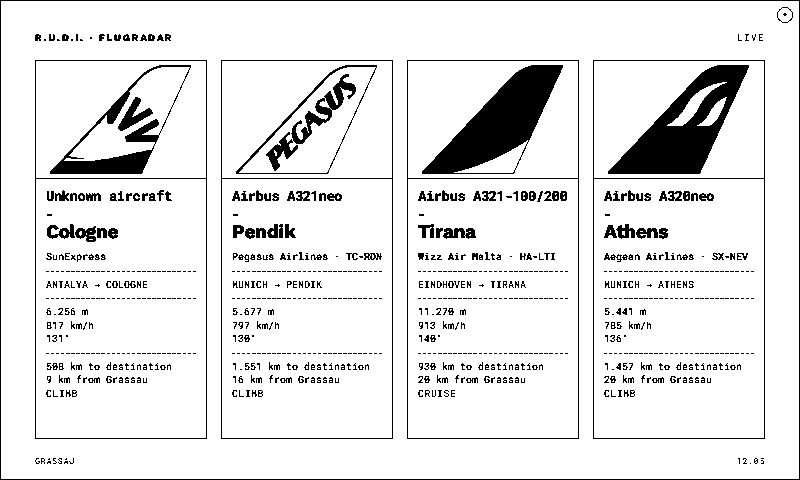 R.U.D.I. · FLUGRADAR
LIVE
PEGASUS
Unknown aircraft
-
Cologne
SunExpress
ANTALYA → COLOGNE
6.256 m
817 km/h
131°
508 km to destination
9 km from Grassau
CLIMB
Airbus A321neo
-
Pendik
Pegasus Airlines · TC-RDN
MUNICH → PENDIK
5.677 m
797 km/h
130°
1.551 km to destination
16 km from Grassau
CLIMB
Airbus A321-100/200
-
Tirana
Wizz Air Malta · HA-LTI
EINDHOVEN → TIRANA
11.270 m
913 km/h
140°
930 km to destination
20 km from Grassau
CRUISE
Airbus A320neo
-
Athens
Aegean Airlines · SX-NEV
MUNICH → ATHENS
5.441 m
785 km/h
136°
1.457 km to destination
20 km from Grassau
CLIMB
GRASSAU
12.05